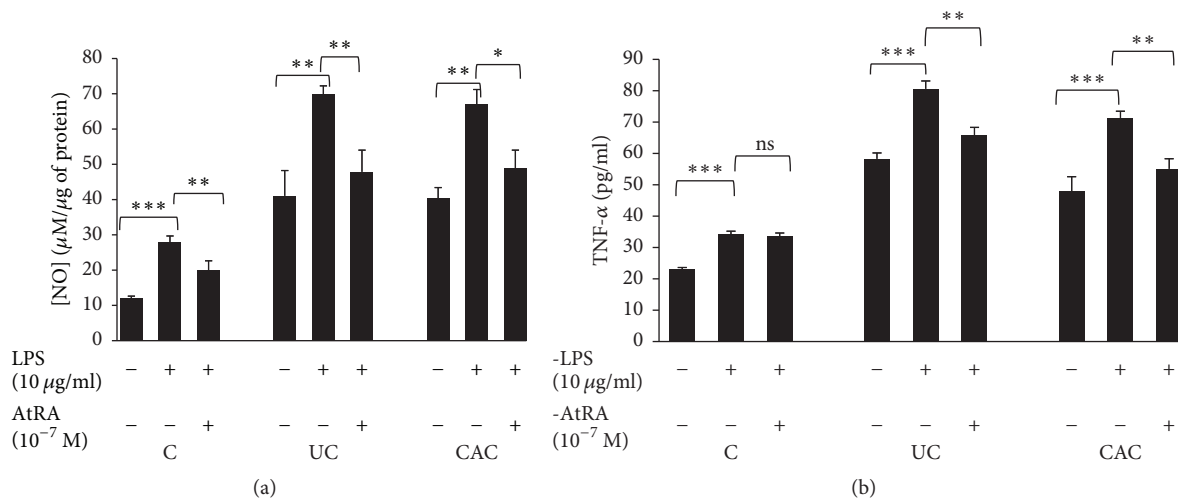 80
70
60
50
40
30
20
10
0
[NO] (μM/μg of protein)
*** **
** **
** *
LPS
(10 μg/ml)
− + + − + + − + +
AtRA
(10−7 M)
− − + − − + − − +
C UC CAC
(a)
90
80
70
60
50
40
30
20
10
0
TNF-α (pg/ml)
*** ns
*** **
*** **
-LPS
(10 μg/ml)
− + + − + + − + +
-AtRA
(10−7 M)
− − + − − + − − +
C UC CAC
(b)